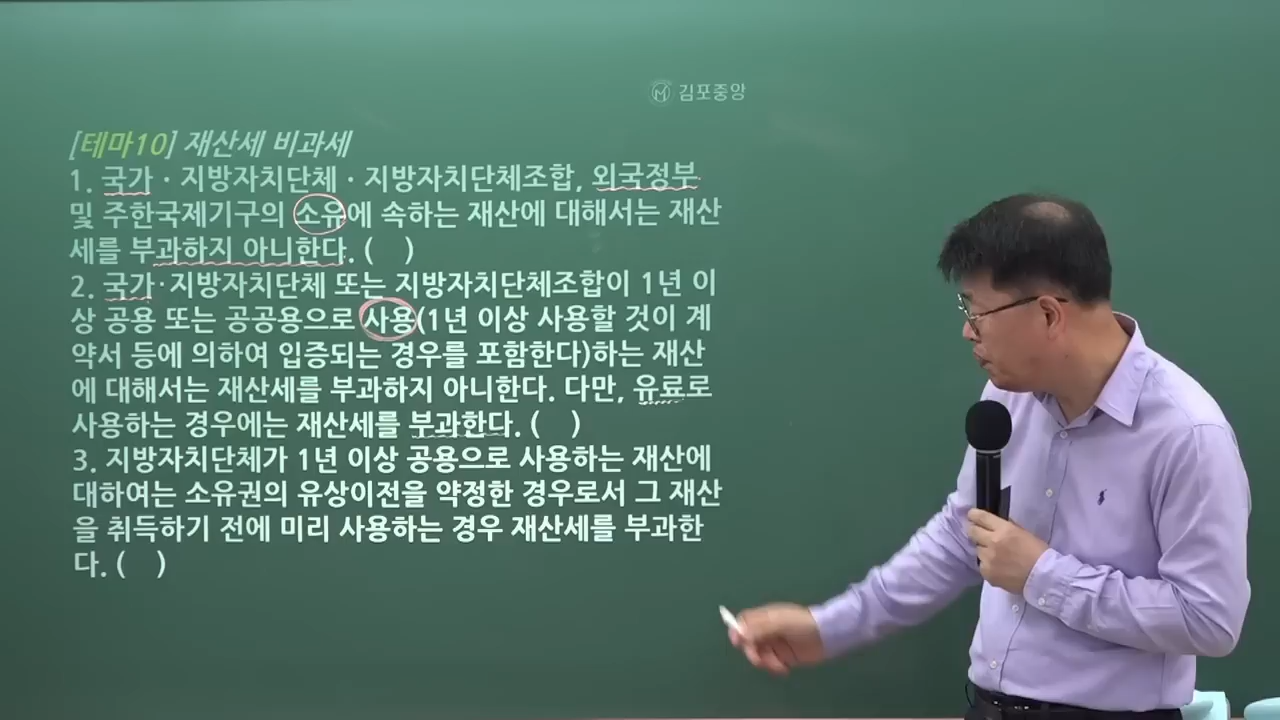 김포중앙
[테마10] 재산세 비과세
1. 국가·지방자치단체·지방자치단체조합, 외국정부
및 주한국제기구의 소유에 속하는 재산에 대해서는 재산
세를 부과하지 아니한다. (    )
2. 국가·지방자치단체 또는 지방자치단체조합이 1년 이
상 공용 또는 공공용으로 사용(1년 이상 사용할 것이 계
약서 등에 의하여 입증되는 경우를 포함한다)하는 재산
에 대해서는 재산세를 부과하지 아니한다. 다만, 유료로
사용하는 경우에는 재산세를 부과한다. (    )
3. 지방자치단체가 1년 이상 공용으로 사용하는 재산에
대하여는 소유권의 유상이전을 약정한 경우로서 그 재산
을 취득하기 전에 미리 사용하는 경우 재산세를 부과한
다. (    )